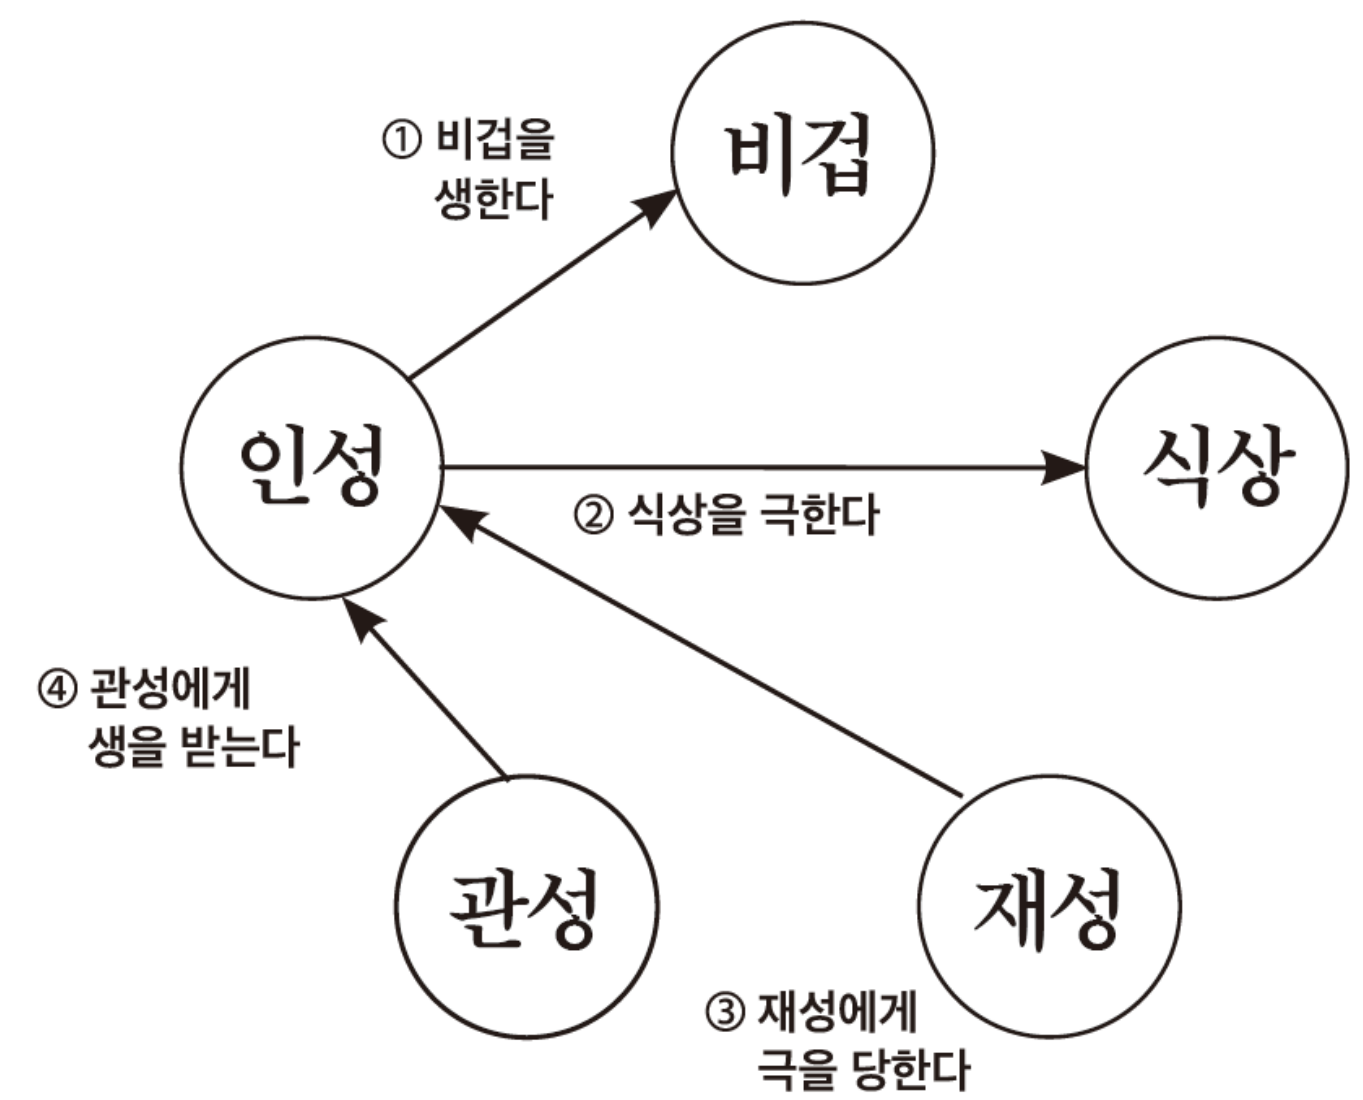 비겁
① 비겁을
생한다
인성
식상
② 식상을 극한다
④ 관성에게
생을 받는다
관성
재성
③ 재성에게
극을 당한다